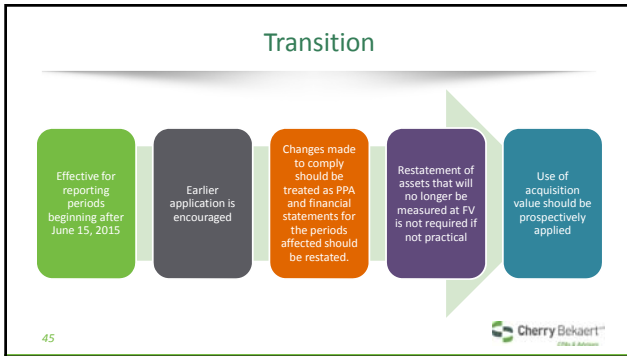 Transition
Effective for
reporting
periods
beginning after
June 15, 2015
Earlier
application is
encouraged
Changes made
to comply
should be
treated as PPA
and financial
statements for
the periods
affected should
be restated.
Restatement of
assets that will
no longer be
measured at FV
is not required if
not practical
Use of
acquisition
value should be
prospectively
applied
45
Cherry Bekaert LLP
CPAs & Advisors